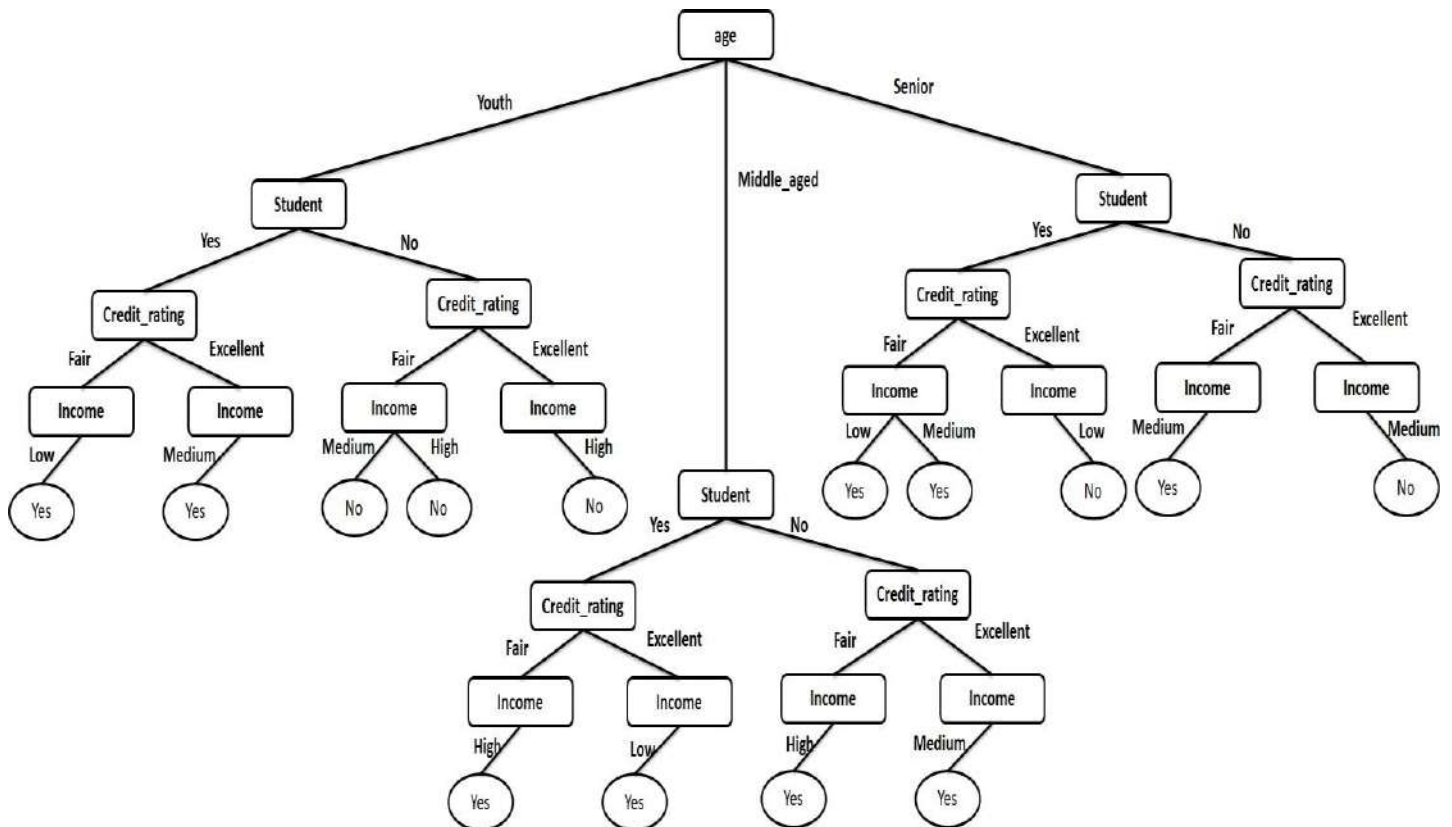 age
Youth
Senior
Middle_aged
Student
Student
Yes
No
Yes
No
Credit_rating
Credit_rating
Credit_rating
Credit_rating
Fair
Excellent
Fair
Excellent
Fair
Excellent
Fair
Excellent
Income
Income
Income
Income
Income
Income
Income
Income
Low
Medium
Medium
High
High
Low
Medium
Low
Medium
Medium
Yes
Yes
No
No
No
Yes
Yes
No
Yes
No
Student
Yes
No
Credit_rating
Credit_rating
Fair
Excellent
Fair
Excellent
Income
Income
Income
Income
High
Low
High
Medium
Yes
Yes
Yes
Yes